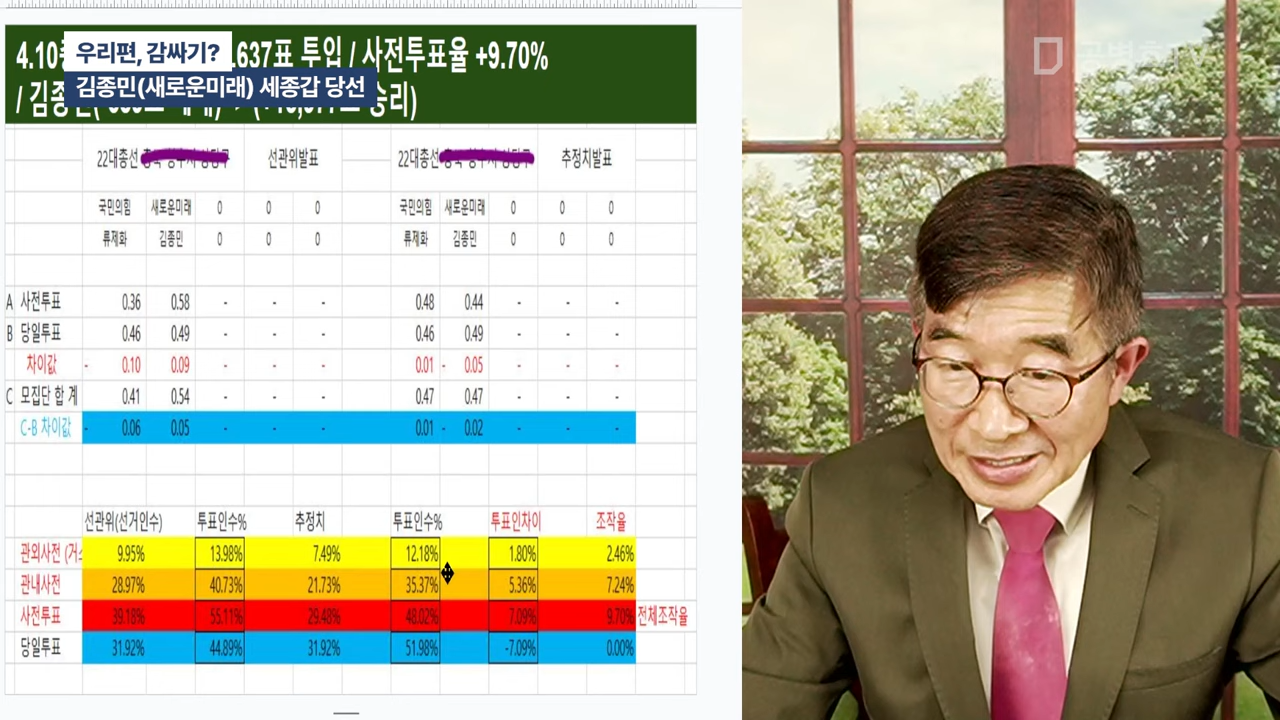 우리편, 감싸기?
김종민(새로운미래) 세종갑 당선
4.10 637표 투입 / 사전투표율 +9.70%
/ 김종 승리)
22대총선 선관위발표 22대총선 추정치발표
국민의힘 새로운미래 0 0 0 국민의힘 새로운미래 0 0 0
류제화 김종민 0 0 0 류제화 김종민 0 0 0
A 사전투표 0.36 0.58 - - - 0.48 0.44 - - -
B 당일투표 0.46 0.49 - - - 0.46 0.49 - - -
차이값 - 0.10 0.09 - - - 0.01 - 0.05 - - -
C 모집단 합 계 0.41 0.54 - - - 0.47 0.47 - - -
C-B 차이값 - 0.06 0.05 - - - 0.01 - 0.02 - - -
선관위(선거인수) 투표인수% 추정치 투표인수% 투표인차이 조작율
관외사전 9.95% 13.98% 7.49% 12.18% 1.80% 2.46%
관내사전 28.97% 40.73% 21.73% 35.37% 5.36% 7.24%
사전투표 39.18% 55.11% 29.48% 48.02% 7.09% 9.70% 전체조작율
당일투표 31.92% 44.89% 31.92% 51.98% -7.09% 0.00%
공병호TV